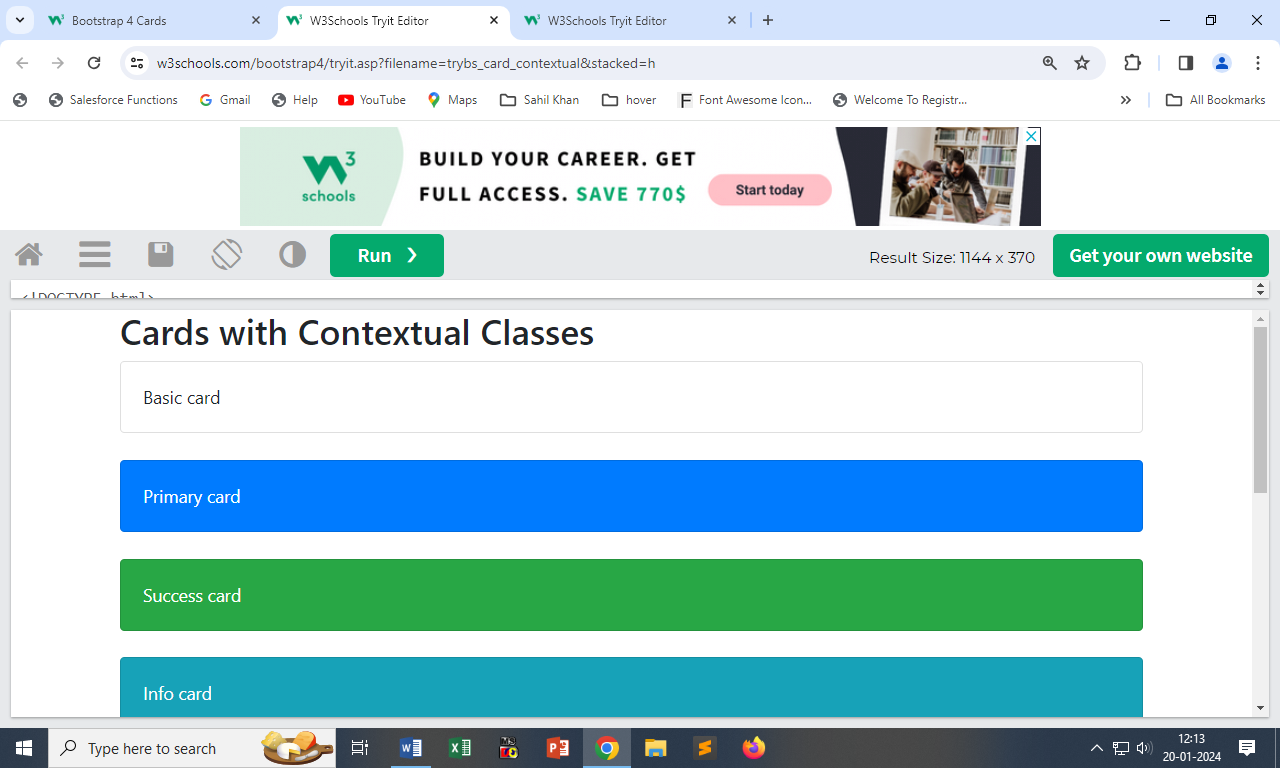 Bootstrap 4 Cards
W3Schools Tryit Editor
W3Schools Tryit Editor
w3schools.com/bootstrap4/tryit.asp?filename=trybs_card_contextual&stacked=h
Salesforce Functions
Gmail
Help
YouTube
Maps
Sahil Khan
hover
Font Awesome Icon...
Welcome To Registr...
All Bookmarks
3
schools
BUILD YOUR CAREER. GET
FULL ACCESS. SAVE 770$
Start today
Run ❯
Result Size: 1144 x 370
Get your own website
<!DOCTYPE html>
Cards with Contextual Classes
Basic card
Primary card
Success card
Info card
Type here to search
12:13
20-01-2024